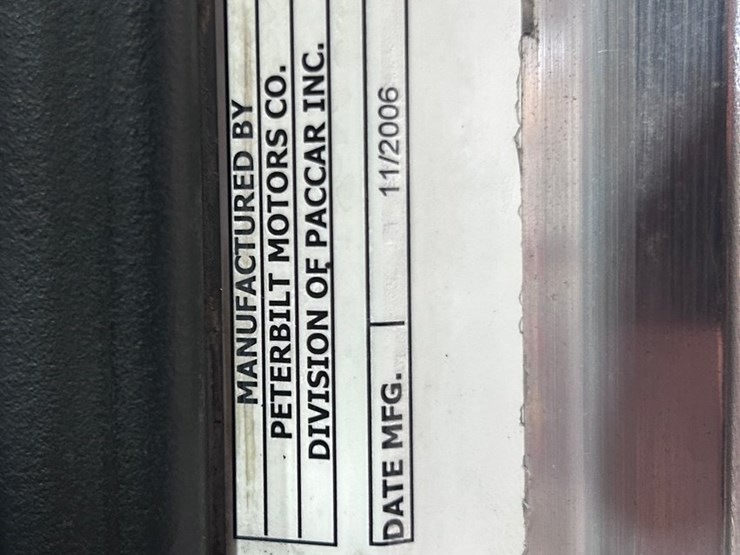 MANUFACTURED BY
PETERBILT MOTORS CO.
DIVISION OF PACCAR INC.
DATE MFG. 11/2006